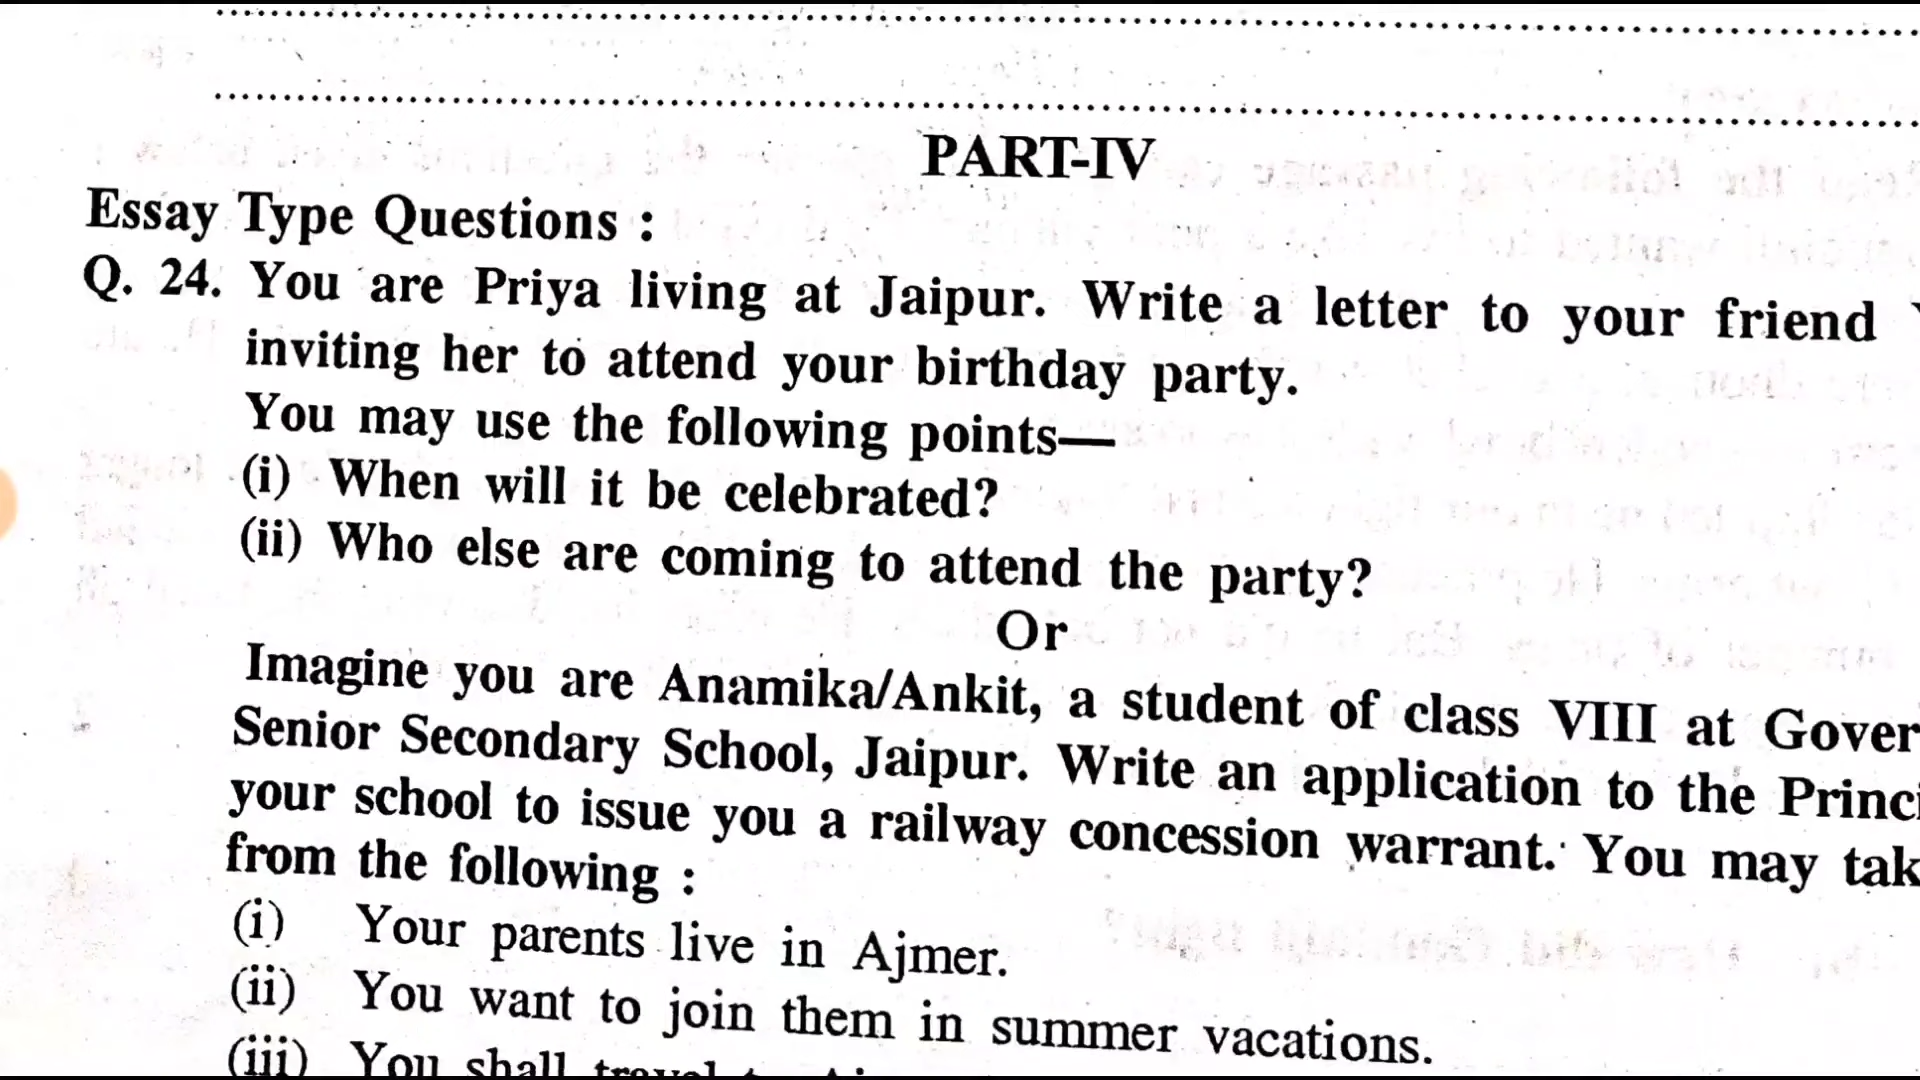 PART-IV
Essay Type Questions :
Q. 24. You are Priya living at Jaipur. Write a letter to your friend
inviting her to attend your birthday party.
You may use the following points—
(i) When will it be celebrated?
(ii) Who else are coming to attend the party?
Or
Imagine you are Anamika/Ankit, a student of class VIII at Gover
Senior Secondary School, Jaipur. Write an application to the Princi
your school to issue you a railway concession warrant. You may tak
from the following :
(i) Your parents live in Ajmer.
(ii) You want to join them in summer vacations.
(iii) You shall travel